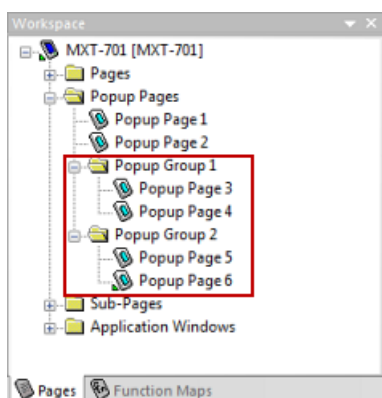 Workspace
MXT-701 [MXT-701]
Pages
Popup Pages
Popup Page 1
Popup Page 2
Popup Group 1
Popup Page 3
Popup Page 4
Popup Group 2
Popup Page 5
Popup Page 6
Sub-Pages
Application Windows
Pages Function Maps